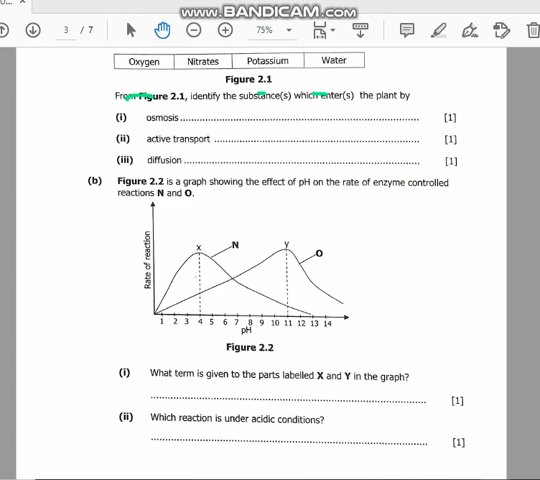 0...
www.BANDICAM.com
3 / 7
75%
Oxygen Nitrates Potassium Water
Figure 2.1
From Figure 2.1, identify the substance(s) which enter(s) the plant by
(i) osmosis.......................................................................... [1]
(ii) active transport .............................................................. [1]
(iii) diffusion........................................................................ [1]
(b) Figure 2.2 is a graph showing the effect of pH on the rate of enzyme controlled
reactions N and O.
Rate of reaction
x
N
y
O
1 2 3 4 5 6 7 8 9 10 11 12 13 14
pH
Figure 2.2
(i) What term is given to the parts labelled X and Y in the graph?
.................................................................................... [1]
(ii) Which reaction is under acidic conditions?
.................................................................................... [1]